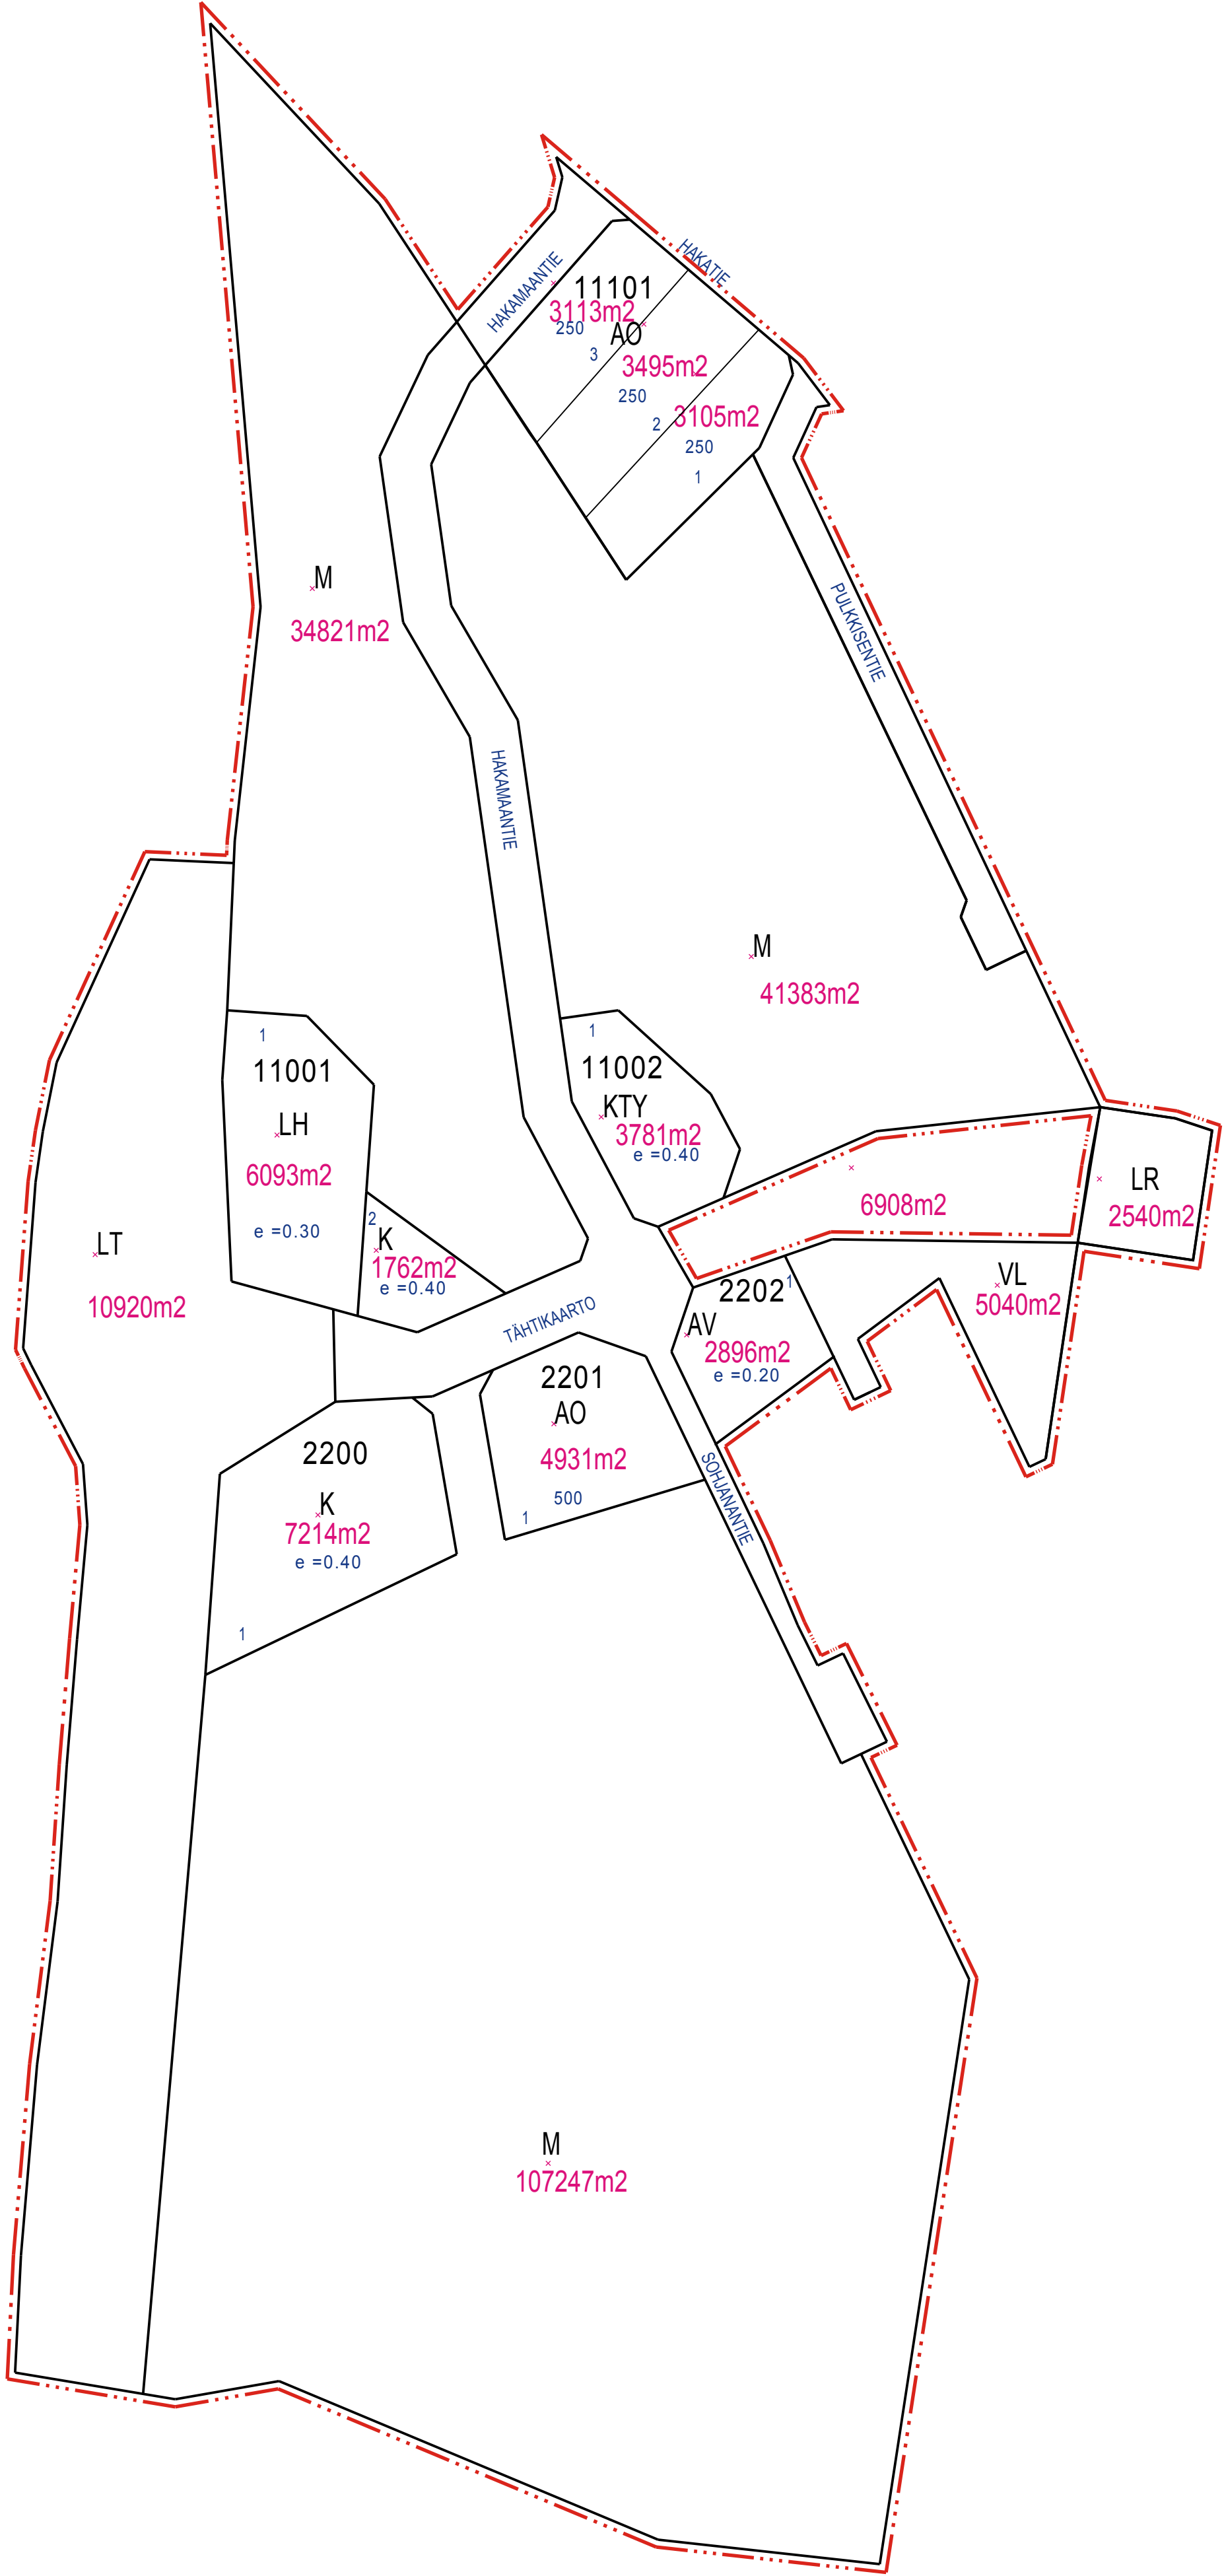 HAKATIE
HAKAMAANTIE
11101
3113m2
250
AO
3
3495m2
250
2
3105m2
250
1
M
34821m2
PULKKISENTIE
HAKAMAANTIE
M
41383m2
1
11001
LH
6093m2
e =0.30
1
11002
KTY
3781m2
e =0.40
2
K
1762m2
e =0.40
6908m2
LR
2540m2
LT
10920m2
VL
5040m2
2202
1
AV
2896m2
e =0.20
TÄHTIKAARTO
2201
AO
4931m2
500
1
2200
K
7214m2
e =0.40
1
SOHJANANTIE
M
107247m2